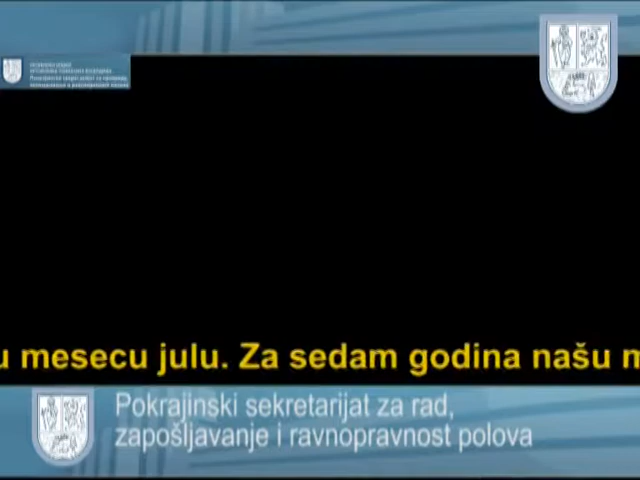 u mesecu julu. Za sedam godina našu m
Pokrajinski sekretarijat za rad,
zapošljavanje i ravnopravnost polova